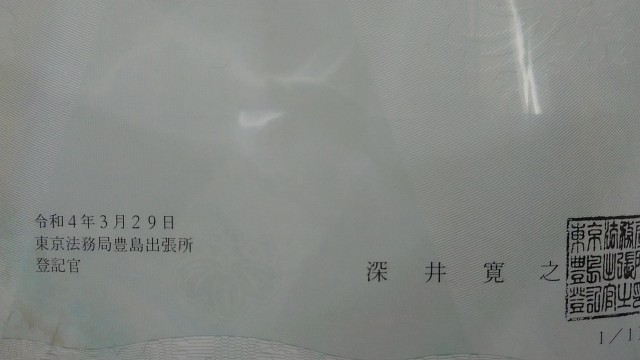 令和4年3月29日
東京法務局豊島出張所
登記官
深井寛之
1/1